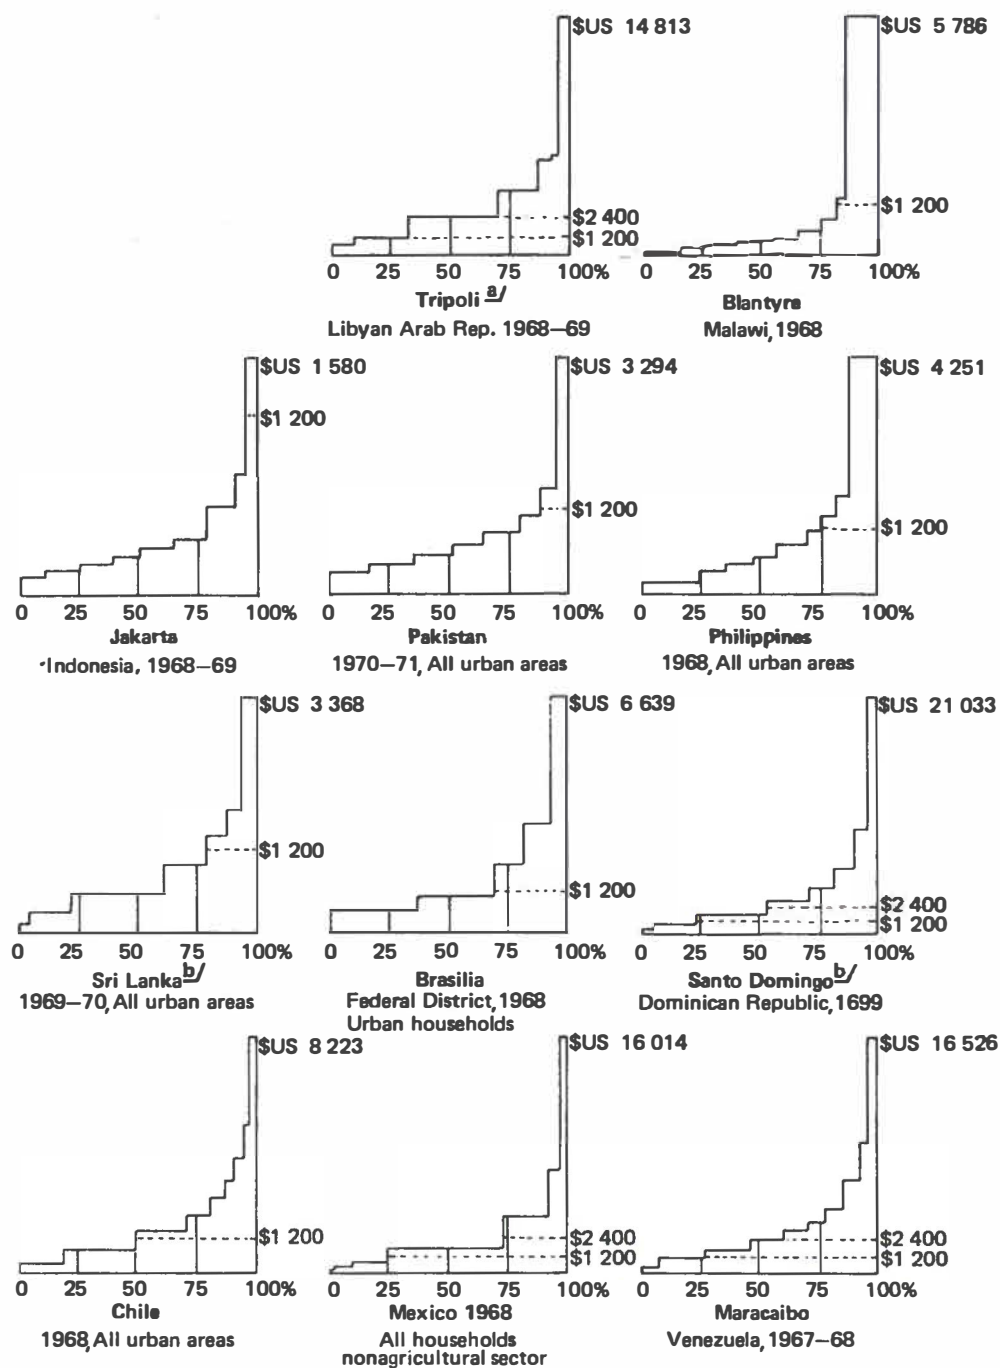 $US 14 813
$2 400
$1 200
0 25 50 75 100%
Tripoli a/
Libyan Arab Rep. 1968–69
$US 5 786
$1 200
0 25 50 75 100%
Blantyre
Malawi, 1968
$US 1 580
$1 200
0 25 50 75 100%
Jakarta
Indonesia, 1968–69
$US 3 294
$1 200
0 25 50 75 100%
Pakistan
1970–71, All urban areas
$US 4 251
$1 200
0 25 50 75 100%
Philippines
1968, All urban areas
$US 3 368
$1 200
0 25 50 75 100%
Sri Lanka b/
1969–70, All urban areas
$US 6 639
$1 200
0 25 50 75 100%
Brasilia
Federal District, 1968
Urban households
$US 21 033
$2 400
$1 200
0 25 50 75 100%
Santo Domingo b/
Dominican Republic, 1699
$US 8 223
$1 200
0 25 50 75 100%
Chile
1968, All urban areas
$US 16 014
$2 400
$1 200
0 25 50 75 100%
Mexico 1968
All households
nonagricultural sector
$US 16 526
$2 400
$1 200
0 25 50 75 100%
Maracaibo
Venezuela, 1967–68